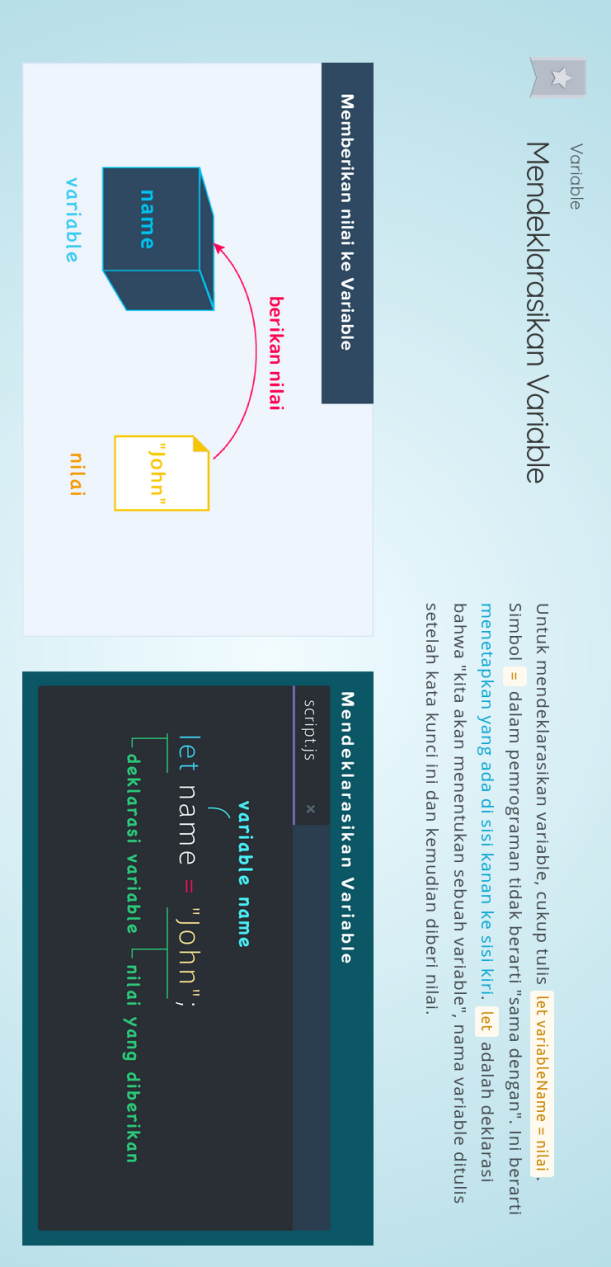 Variable
Mendeklarasikan Variable
Untuk mendeklarasikan variable, cukup tulis let variableName = nilai .
Simbol = dalam pemrograman tidak berarti "sama dengan". Ini berarti
menetapkan yang ada di sisi kanan ke sisi kiri. let adalah deklarasi
bahwa "kita akan menentukan sebuah variable", nama variable ditulis
setelah kata kunci ini dan kemudian diberi nilai.
Memberikan nilai ke Variable
berikan nilai
name
"John"
variable
nilai
Mendeklarasikan Variable
script.js ×
variable name
let name = "John";
deklarasi variable
nilai yang diberikan